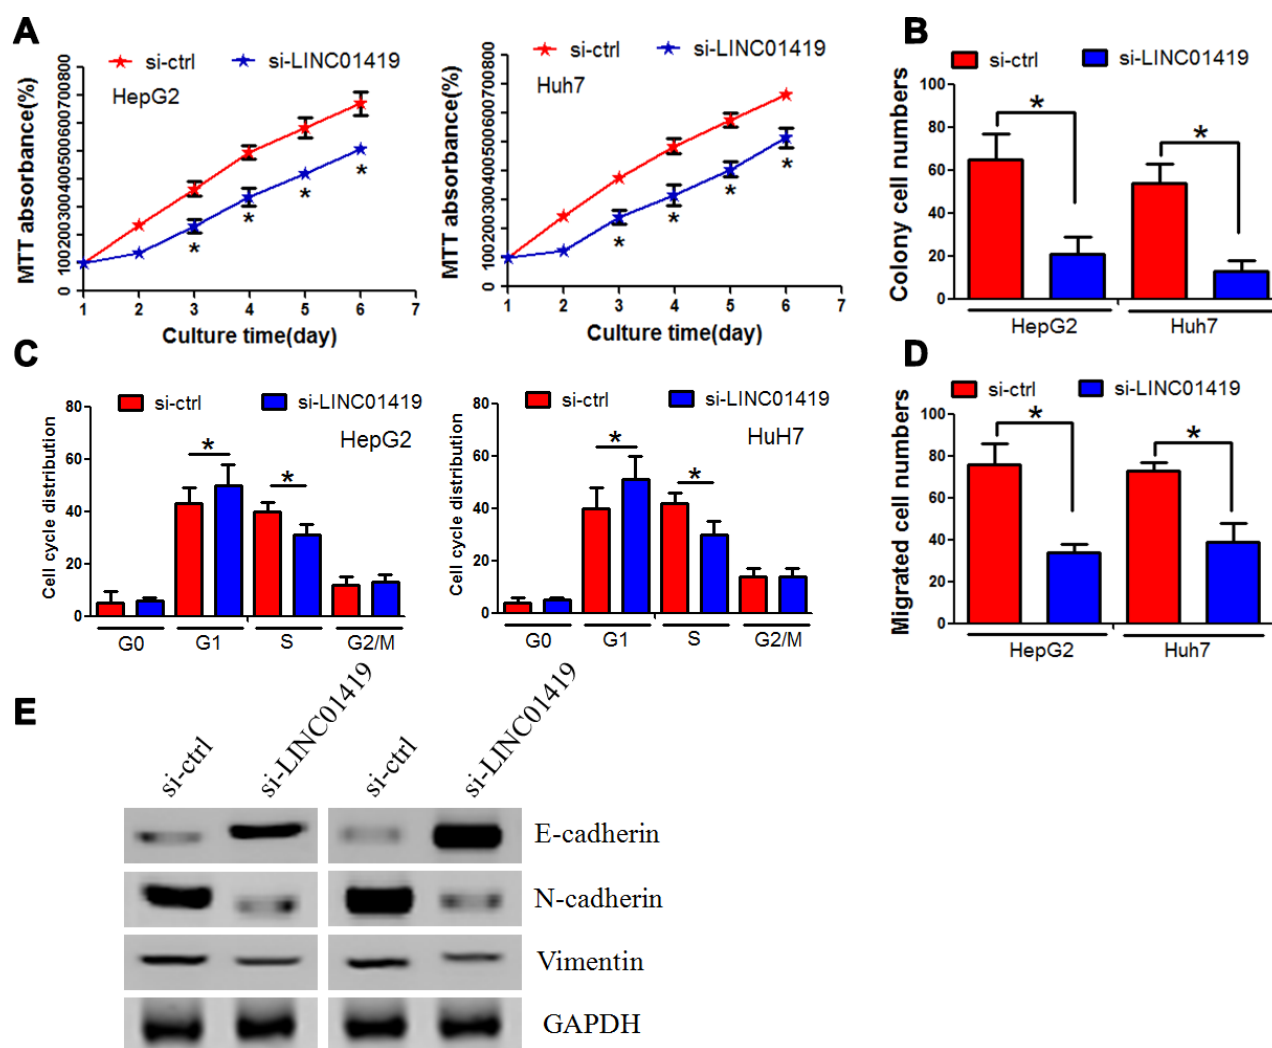 A
si-ctrl si-LINC01419
HepG2
MTT absorbance(%)
0 100 200 300 400 500 600 700 800
1 2 3 4 5 6 7
* * * *
Culture time(day)
si-ctrl si-LINC01419
Huh7
MTT absorbance(%)
0 100 200 300 400 500 600 700 800
1 2 3 4 5 6 7
* * * *
Culture time(day)
B
si-ctrl si-LINC01419
Colony cell numbers
100
80
60
40
20
0
* *
HepG2 Huh7
C
si-ctrl si-LINC01419
HepG2
Cell cycle distribution
80
60
40
20
0
* *
G0 G1 S G2/M
si-ctrl si-LINC01419
HuH7
Cell cycle distribution
80
60
40
20
0
* *
G0 G1 S G2/M
D
si-ctrl si-LINC01419
Migrated cell numbers
100
80
60
40
20
0
* *
HepG2 Huh7
E
si-ctrl si-LINC01419 si-ctrl si-LINC01419
E-cadherin
N-cadherin
Vimentin
GAPDH